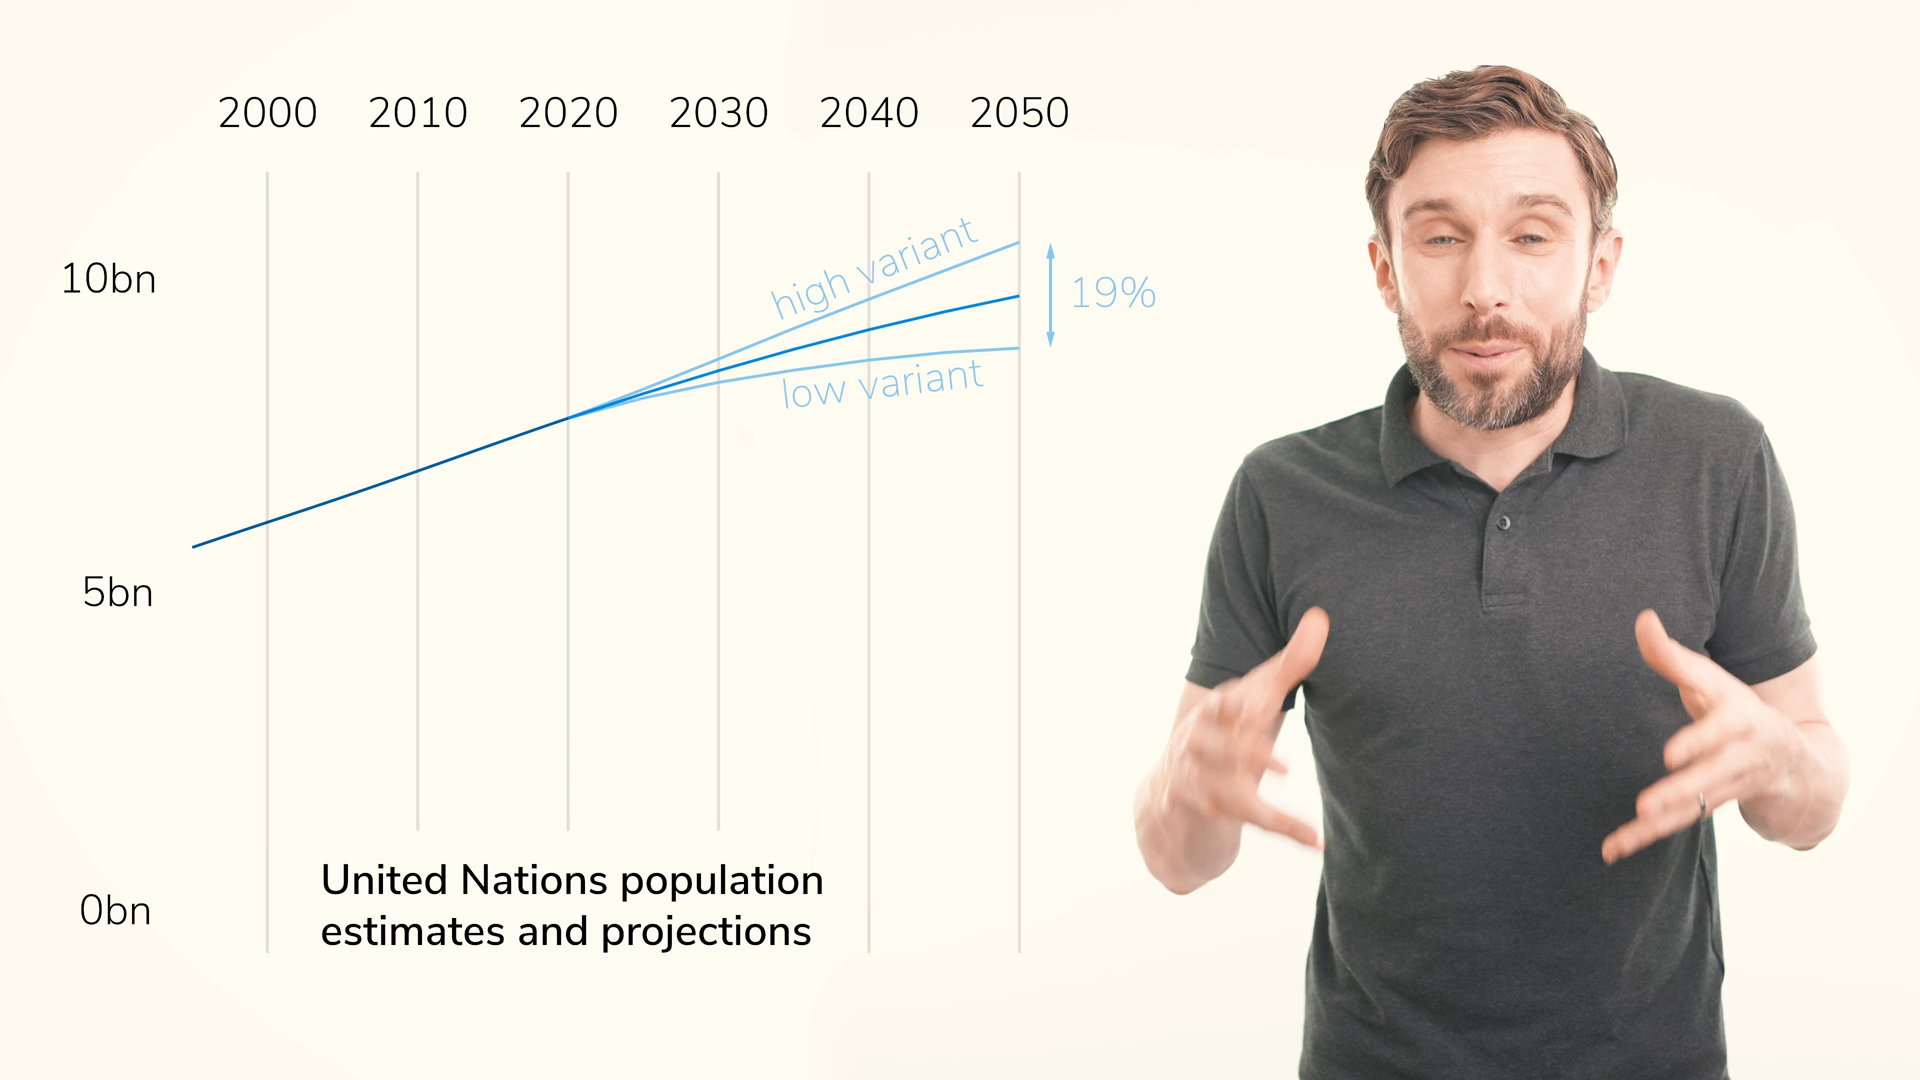 2000 2010 2020 2030 2040 2050
high variant
10bn
19%
low variant
5bn
United Nations population
estimates and projections
0bn